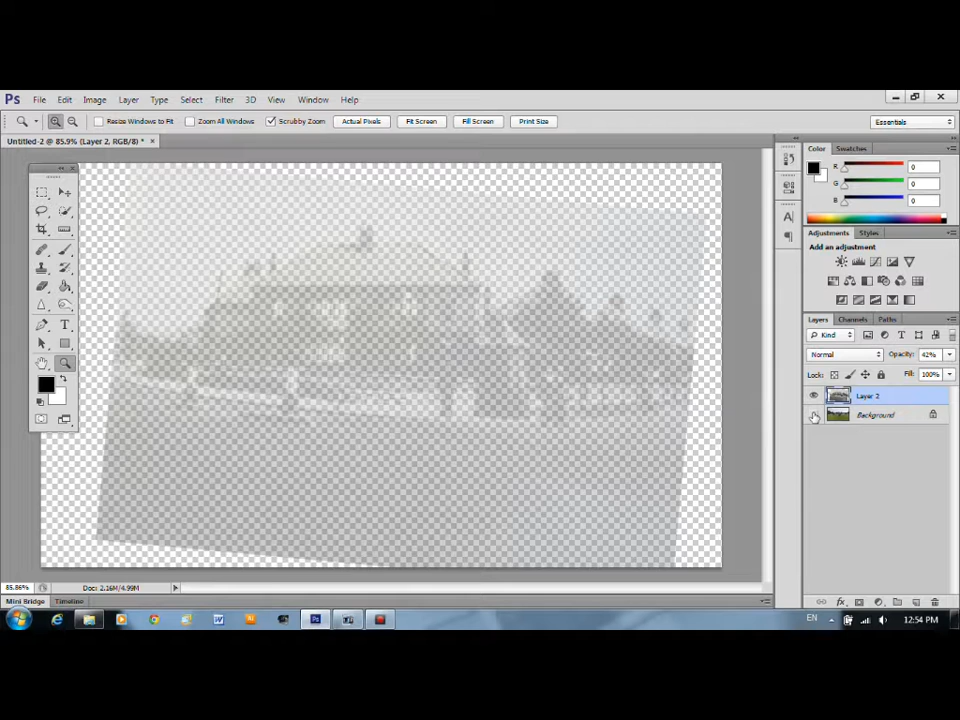 Ps File Edit Image Layer Type Select Filter 3D View Window Help
Resize Windows to Fit Zoom All Windows Scrubby Zoom Actual Pixels Fit Screen Fill Screen Print Size Essentials
Untitled-2 @ 85.9% (Layer 2, RGB/8) *
Color Swatches
R 0
G 0
B 0
Adjustments Styles
Add an adjustment
Layers Channels Paths
Kind
Normal Opacity: 42%
Lock: Fill: 100%
Layer 2
Background
85.86% Doc: 2.16M/4.99M
Mini Bridge Timeline
EN 12:54 PM